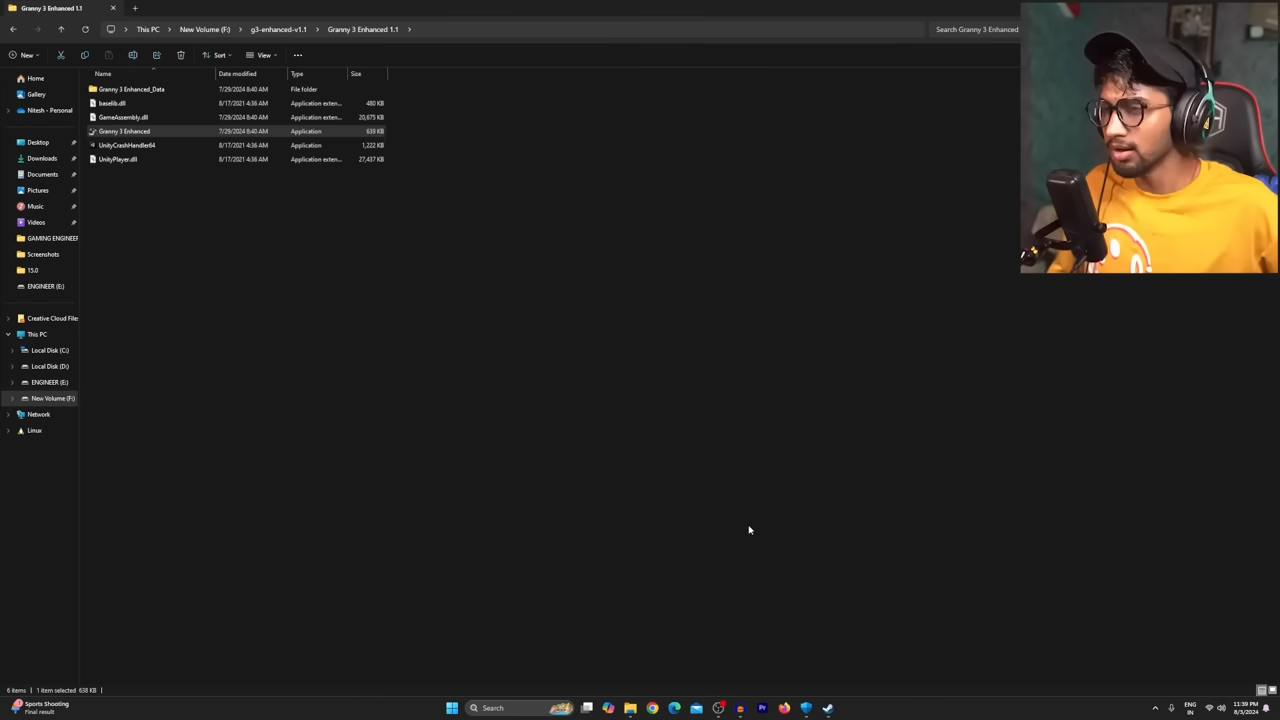 Granny 3 Enhanced 1.1
This PC
New Volume (F:)
g3-enhanced-v1.1
Granny 3 Enhanced 1.1
Search Granny 3 Enhanced
New
Sort
View
Name
Date modified
Type
Size
Granny 3 Enhanced_Data
7/29/2024 8:40 AM
File folder
baselib.dll
8/17/2021 4:36 AM
Application exten...
480 KB
GameAssembly.dll
7/29/2024 8:40 AM
Application exten...
20,675 KB
Granny 3 Enhanced
7/29/2024 8:40 AM
Application
638 KB
UnityCrashHandler64
8/17/2021 4:36 AM
Application
1,222 KB
UnityPlayer.dll
8/17/2021 4:36 AM
Application exten...
27,437 KB
Home
Gallery
Nitesh - Personal
Desktop
Downloads
Documents
Pictures
Music
Videos
GAMING ENGINEER
Screenshots
15.0
ENGINEER (E:)
Creative Cloud Files
This PC
Local Disk (C:)
Local Disk (D:)
ENGINEER (E:)
New Volume (F:)
Network
Linux
6 items
1 item selected 638 KB
Sports Shooting
Final result
Search
ENG
IN
11:39 PM
8/3/2024